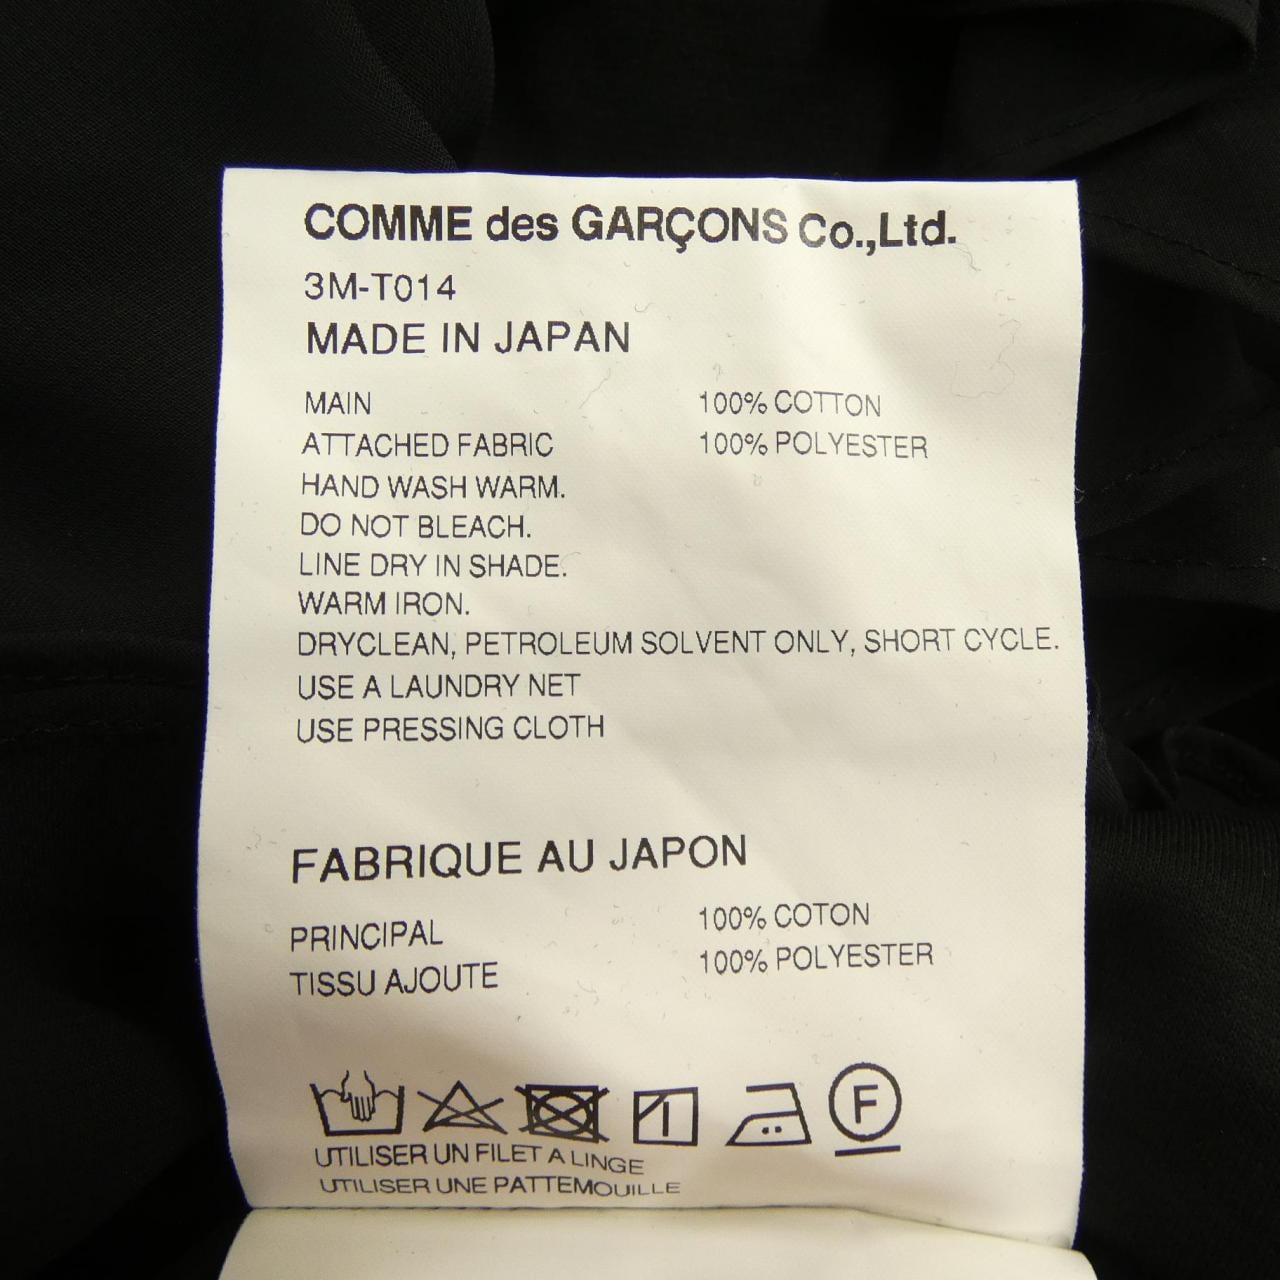 COMME des GARÇONS Co.,Ltd.
3M-T014
MADE IN JAPAN
MAIN 100% COTTON
ATTACHED FABRIC 100% POLYESTER
HAND WASH WARM.
DO NOT BLEACH.
LINE DRY IN SHADE.
WARM IRON.
DRYCLEAN, PETROLEUM SOLVENT ONLY, SHORT CYCLE.
USE A LAUNDRY NET
USE PRESSING CLOTH
FABRIQUE AU JAPON
PRINCIPAL 100% COTON
TISSU AJOUTE 100% POLYESTER
F
UTILISER UN FILET A LINGE
UTILISER UNE PATTEMOUILLE